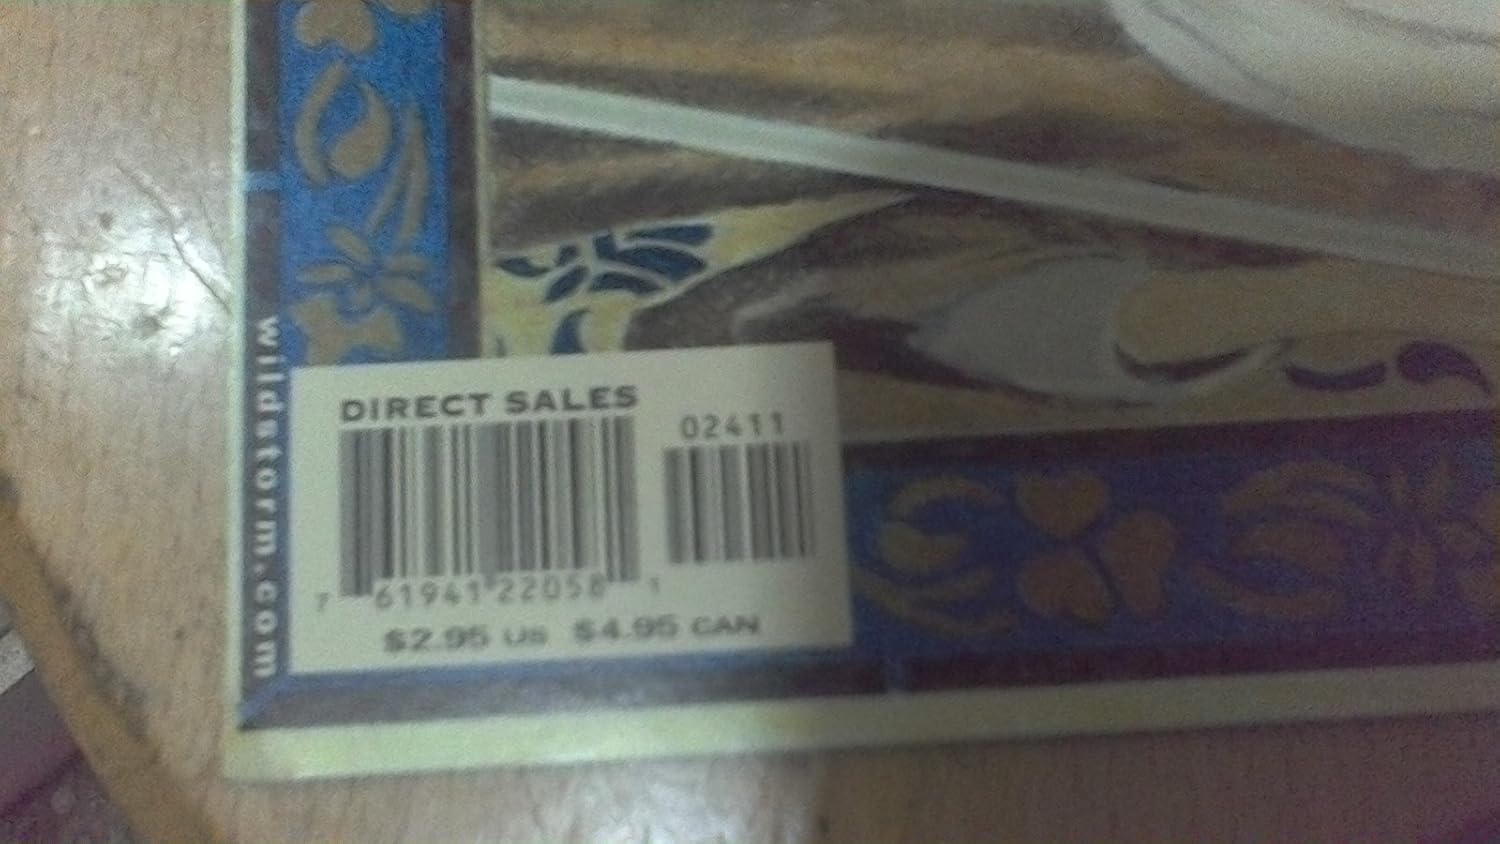 wildstorm.com
DIRECT SALES
02411
7 61941 22058 1
$2.95 US $4.95 CAN